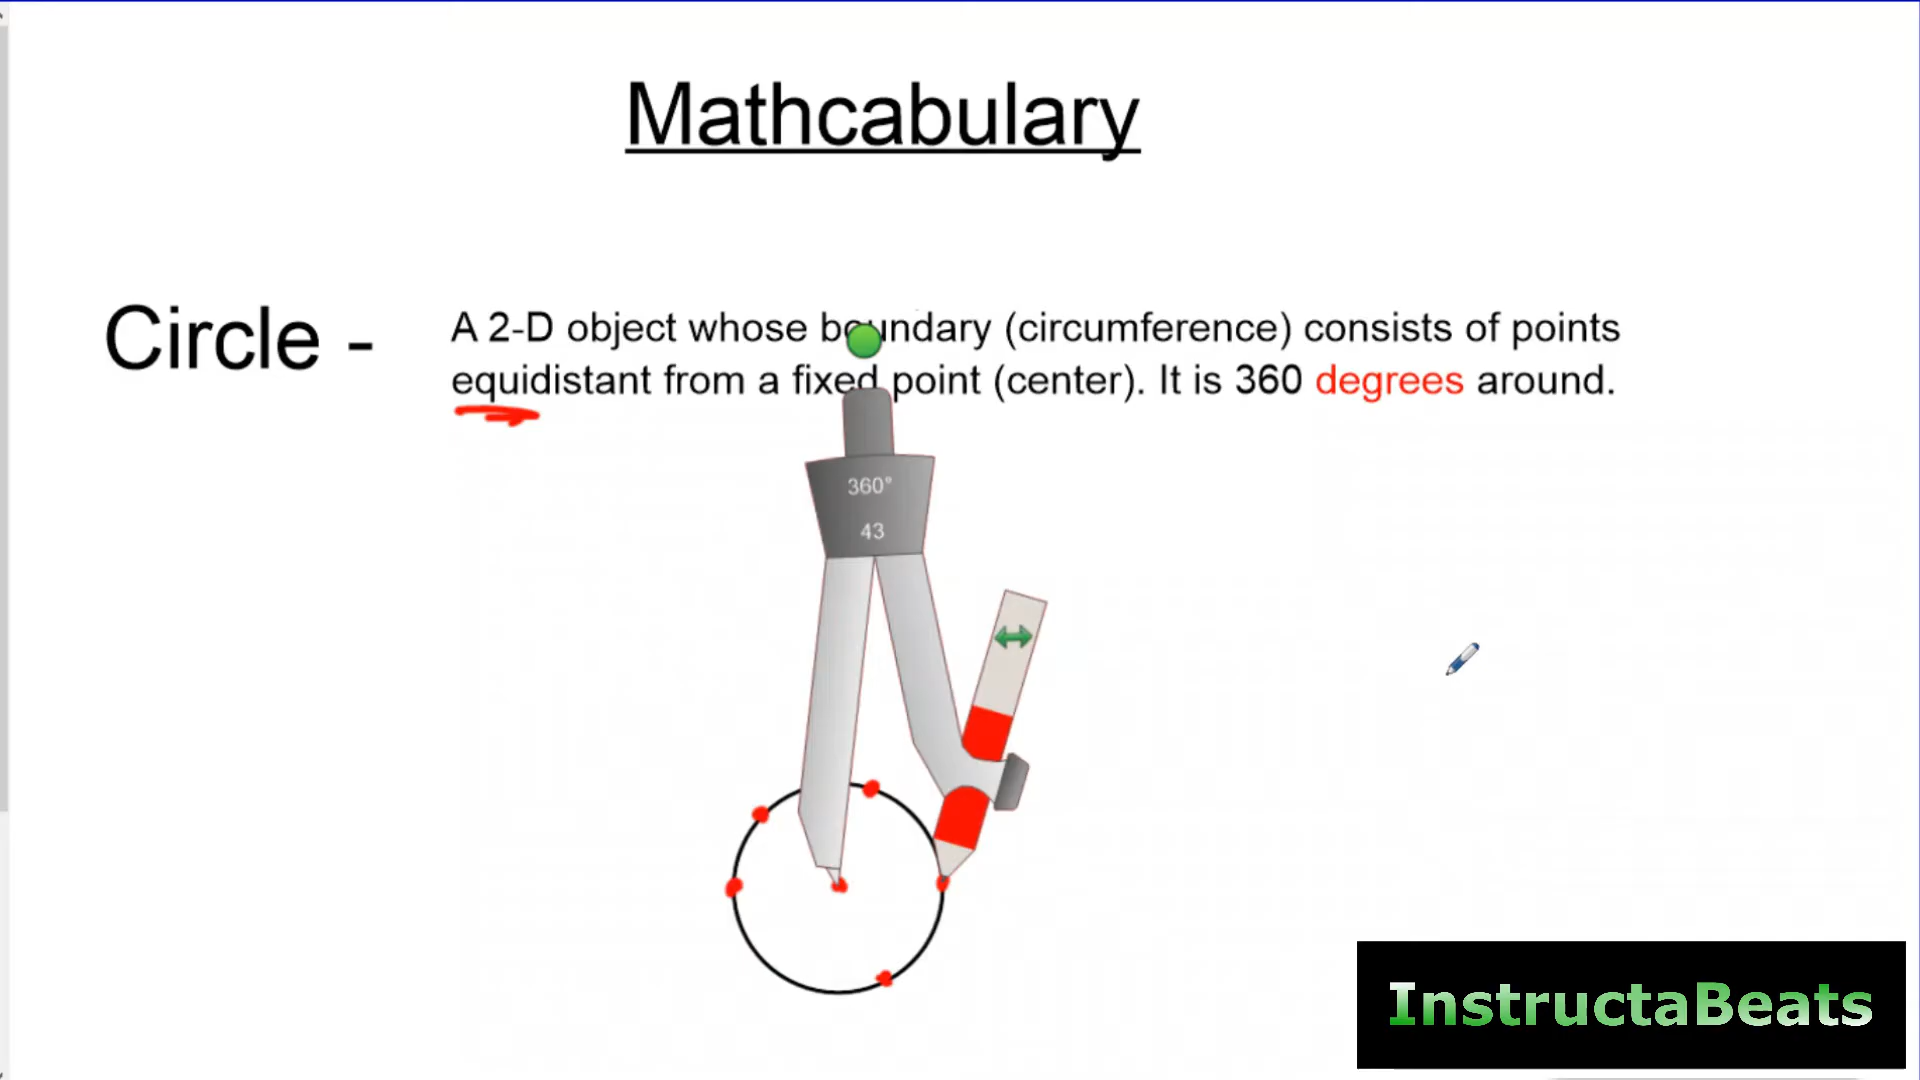 Mathcabulary
Circle -
A 2-D object whose boundary (circumference) consists of points
equidistant from a fixed point (center). It is 360 degrees around.
360°
43
InstructaBeats